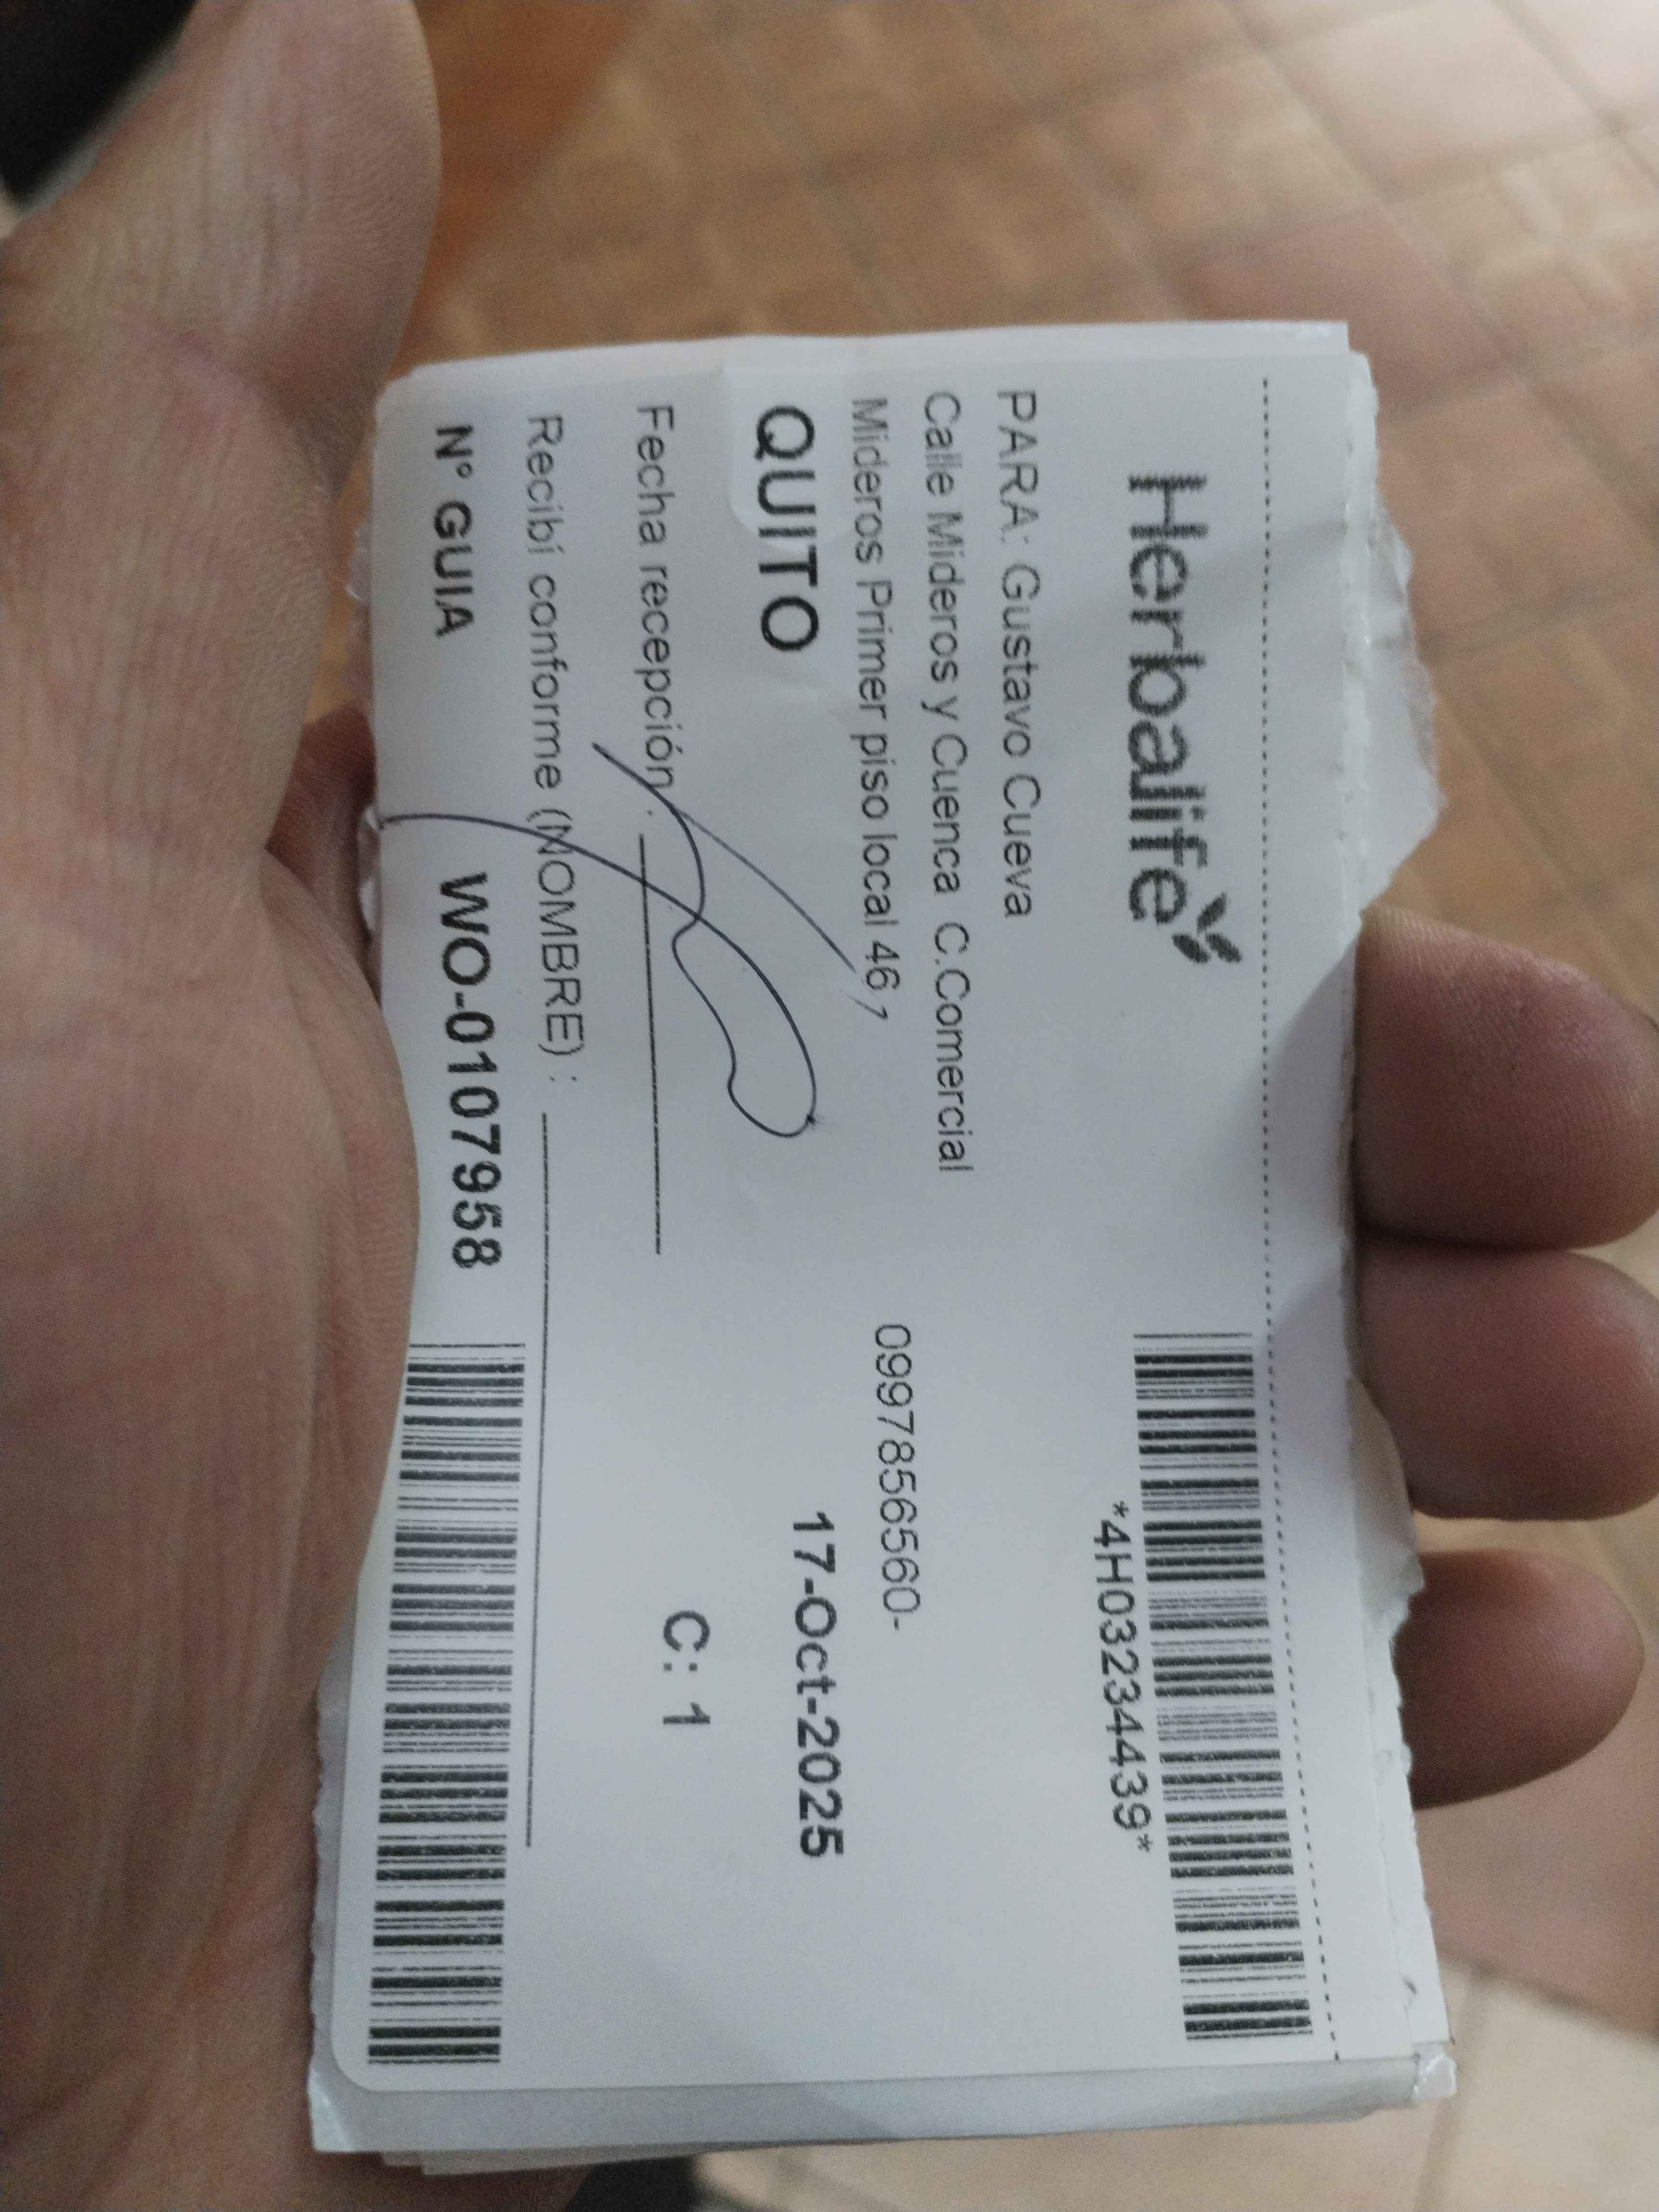 Herbalife
*4H03234439*
PARA: Gustavo Cueva
Calle Mideros y Cuenca C.Comercial
Mideros Primer piso local 46,
0997856560-
QUITO
17-Oct-2025
Fecha recepción :
C: 1
Recibí conforme (NOMBRE) :
N° GUIA WO-0107958